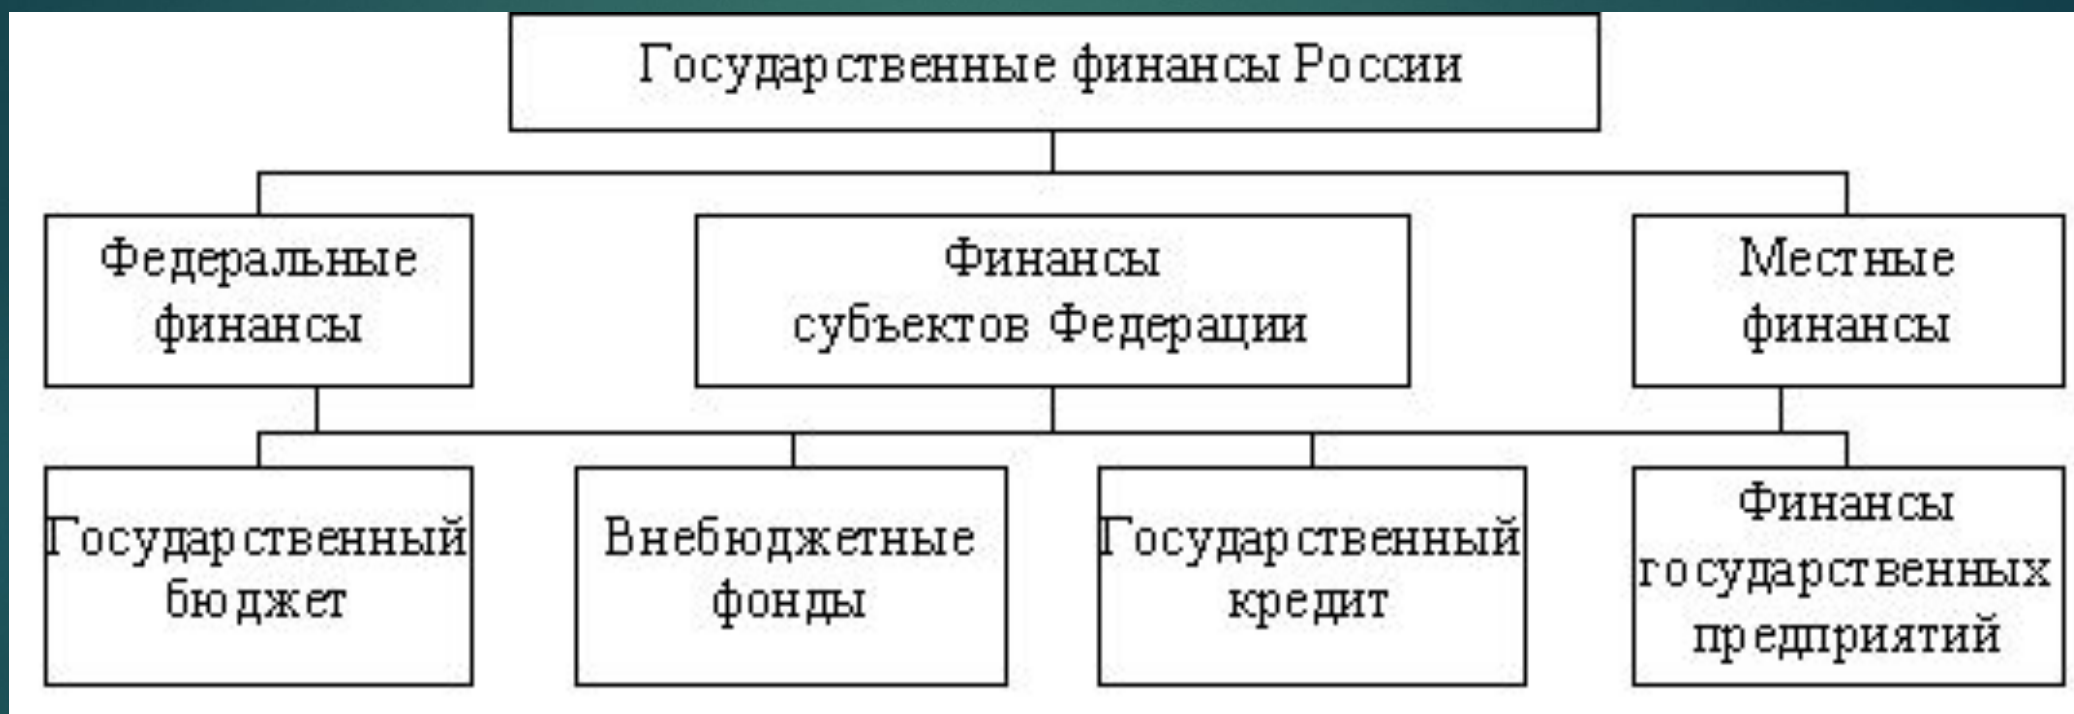 Государственные финансы России
Федеральные
финансы
Финансы
субъектов Федерации
Местные
финансы
Государственный
бюджет
Внебюджетные
фонды
Государственный
кредит
Финансы
государственных
предприятий